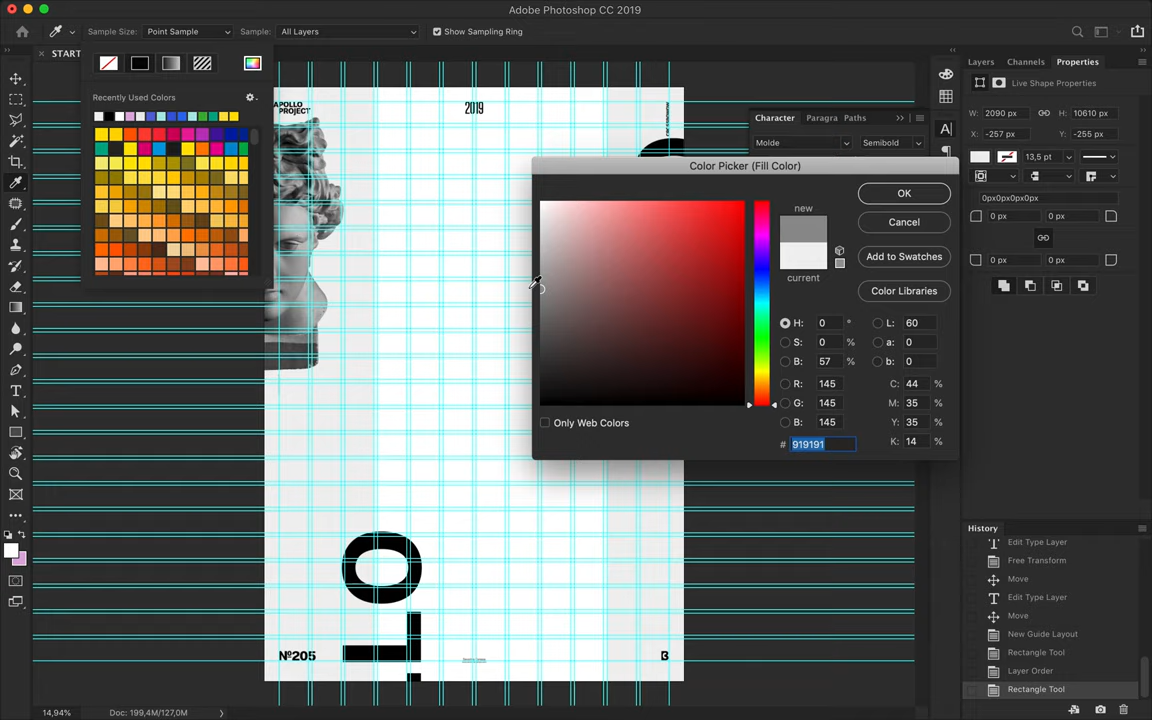 Adobe Photoshop CC 2019
Sample Size: Point Sample Sample: All Layers Show Sampling Ring
START
Recently Used Colors
APOLLO
PROJECT
2019
Nº205
Character Paragra Paths
Molde Semibold
Color Picker (Fill Color)
new
current
OK
Cancel
Add to Swatches
Color Libraries
H: 0 °
S: 0 %
B: 57 %
R: 145
G: 145
B: 145
# 919191
L: 60
a: 0
b: 0
C: 44 %
M: 35 %
Y: 35 %
K: 14 %
Only Web Colors
Layers Channels Properties
Live Shape Properties
W: 2090 px H: 10610 px
X: -257 px Y: -255 px
13,5 pt
0px0px0px0px
0 px 0 px
0 px 0 px
History
Edit Type Layer
Free Transform
Move
Edit Type Layer
Move
New Guide Layout
Rectangle Tool
Layer Order
Rectangle Tool
14,94% Doc: 199,4M/127,0M